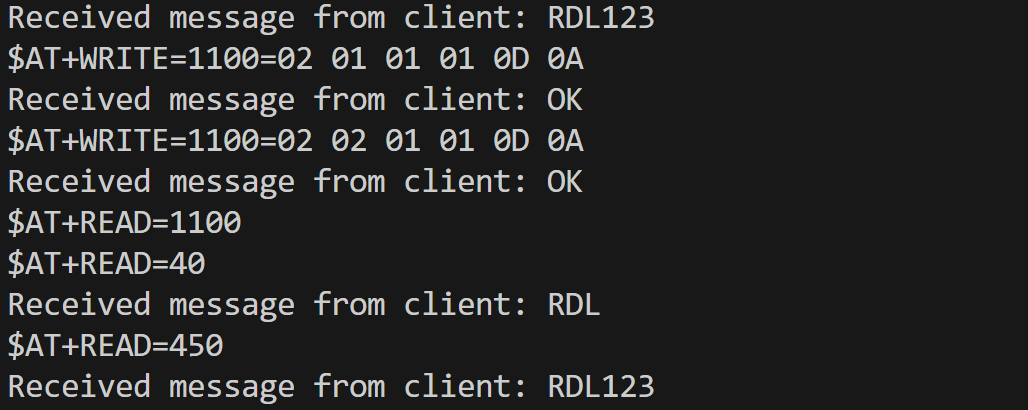 Received message from client: RDL123
$AT+WRITE=1100=02 01 01 01 0D 0A
Received message from client: OK
$AT+WRITE=1100=02 02 01 01 0D 0A
Received message from client: OK
$AT+READ=1100
$AT+READ=40
Received message from client: RDL
$AT+READ=450
Received message from client: RDL123